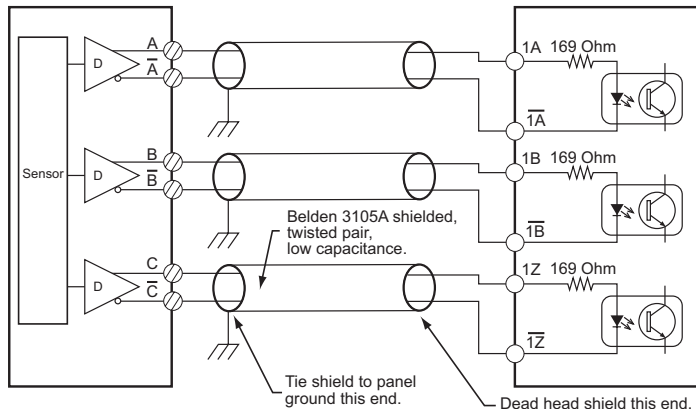 A
A̅
1A 169 Ohm
D
1A̅
B
B̅
1B 169 Ohm
Sensor
D
1B̅
Belden 3105A shielded,
twisted pair,
low capacitance.
C
C̅
1Z 169 Ohm
D
1Z̅
Tie shield to panel
ground this end.
Dead head shield this end.